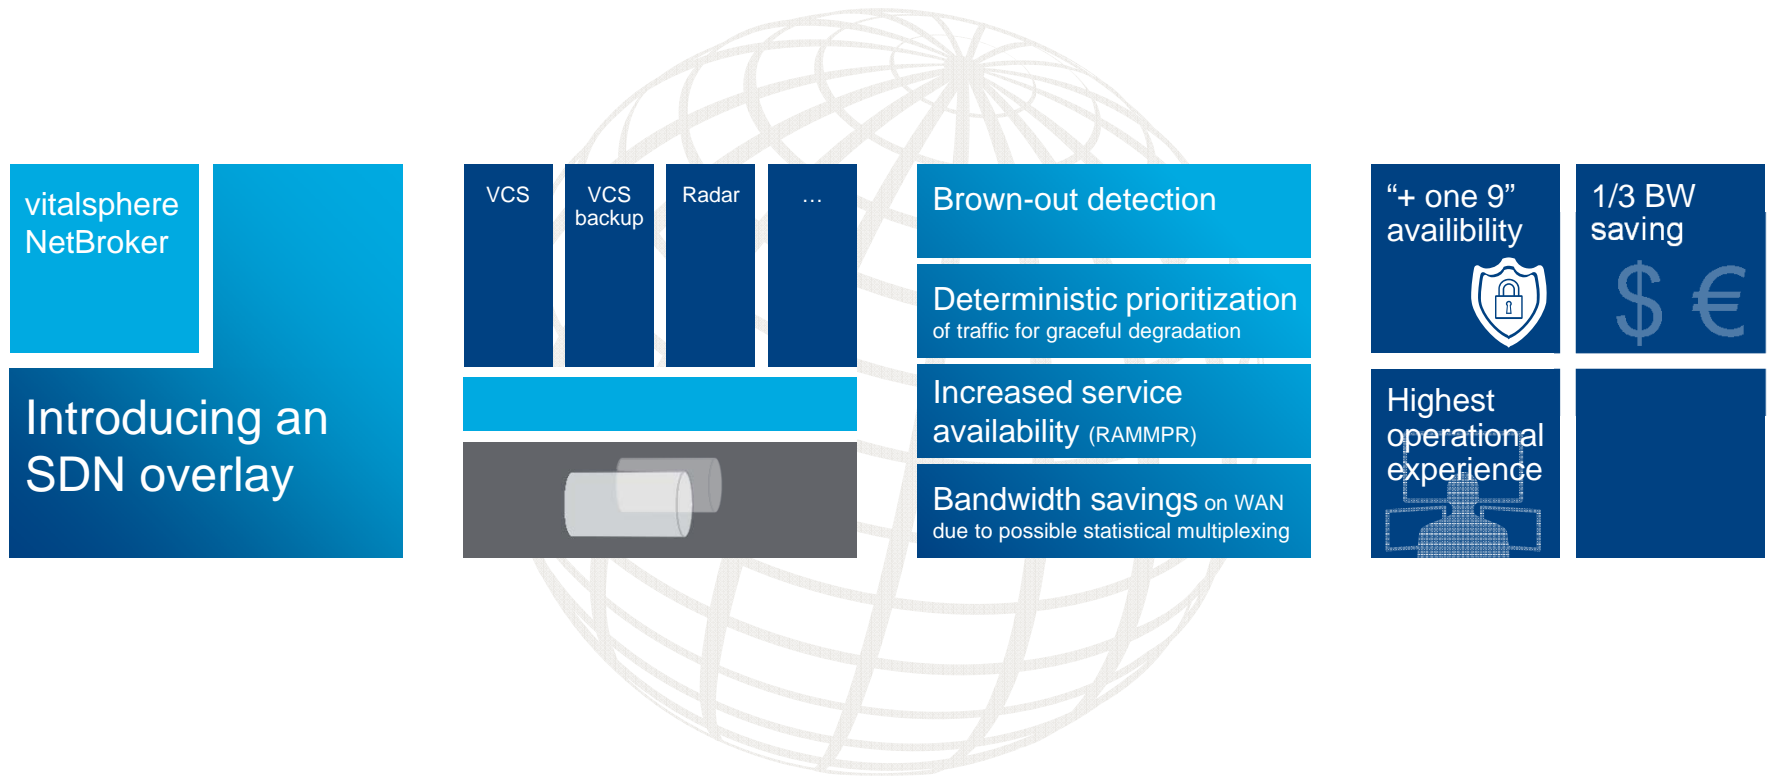 vitalsphere
NetBroker
Introducing an
SDN overlay
VCS
VCS
backup
Radar
…
Brown-out detection
Deterministic prioritization
of traffic for graceful degradation
Increased service
availability (RAMMPR)
Bandwidth savings on WAN
due to possible statistical multiplexing
“+ one 9”
availibility
1/3 BW
saving
$ €
Highest
operational
experience